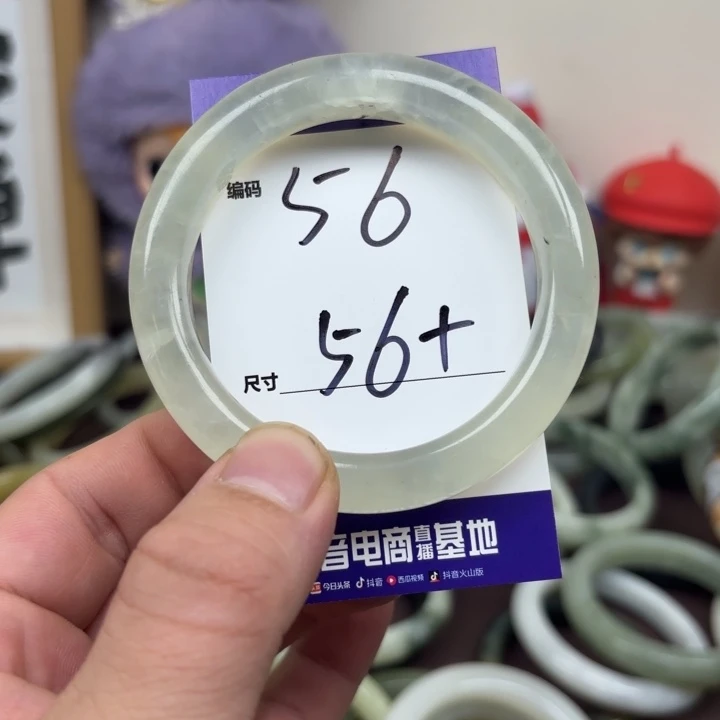 编码 56
尺寸 56+
音电商直播基地
今日头条 抖音 西瓜视频 抖音火山版